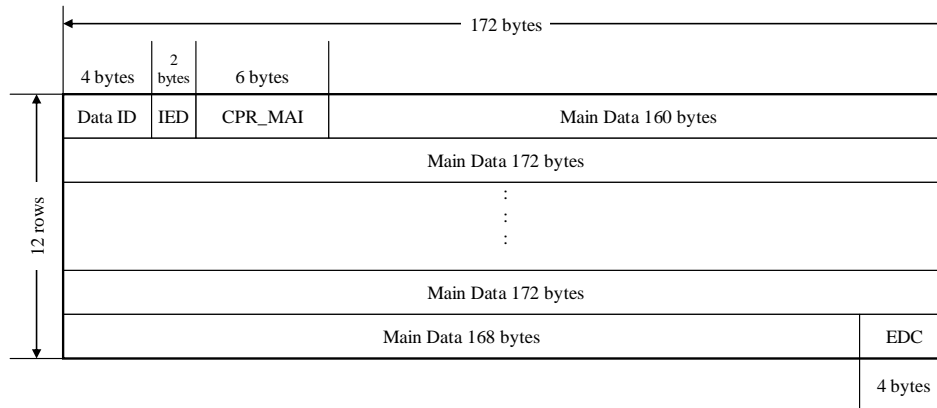 172 bytes
4 bytes
2
bytes
6 bytes
Data ID
IED
CPR_MAI
Main Data 160 bytes
Main Data 172 bytes
:
:
:
12 rows
Main Data 172 bytes
Main Data 168 bytes
EDC
4 bytes